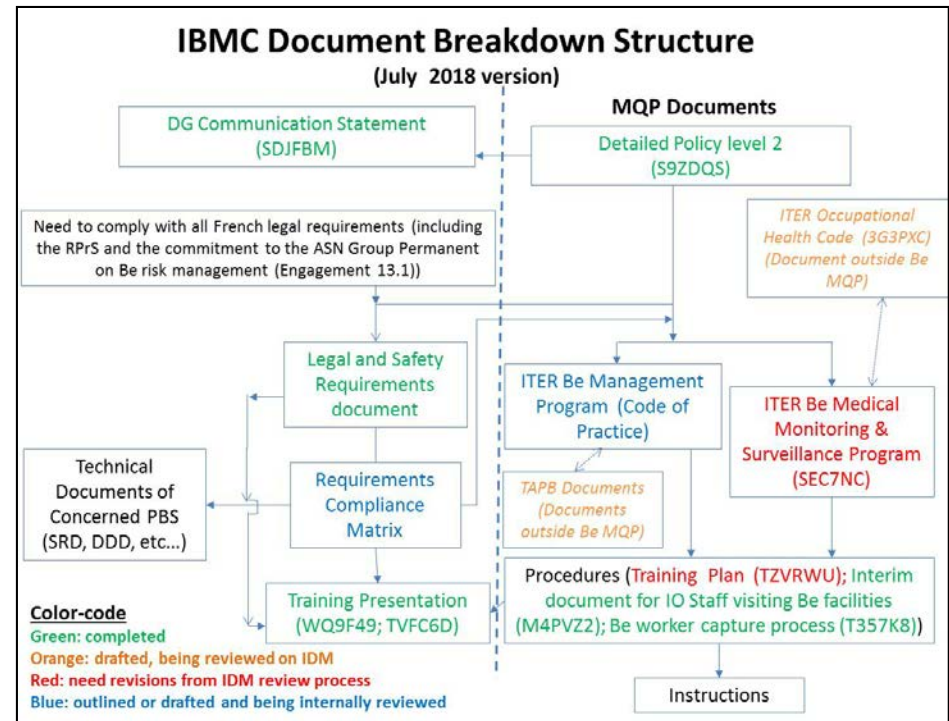 IBMC Document Breakdown Structure
(July 2018 version)
MQP Documents
DG Communication Statement
(SDJFBM)
Detailed Policy level 2
(S9ZDQS)
Need to comply with all French legal requirements (including
the RPrS and the commitment to the ASN Group Permanent
on Be risk management (Engagement 13.1))
ITER Occupational
Health Code (3G3PXC)
(Document outside Be
MQP)
Legal and Safety
Requirements
document
ITER Be Management
Program (Code of
Practice)
ITER Be Medical
Monitoring &
Surveillance Program
(SEC7NC)
Technical
Documents of
Concerned PBS
(SRD, DDD, etc...)
Requirements
Compliance
Matrix
TAPB Documents
(Documents
outside Be MQP)
Training Presentation
(WQ9F49; TVFC6D)
Procedures (Training Plan (TZVRWU); Interim
document for IO Staff visiting Be facilities
(M4PVZ2); Be worker capture process (T357K8))
Instructions
Color-code
Green: completed
Orange: drafted, being reviewed on IDM
Red: need revisions from IDM review process
Blue: outlined or drafted and being internally reviewed